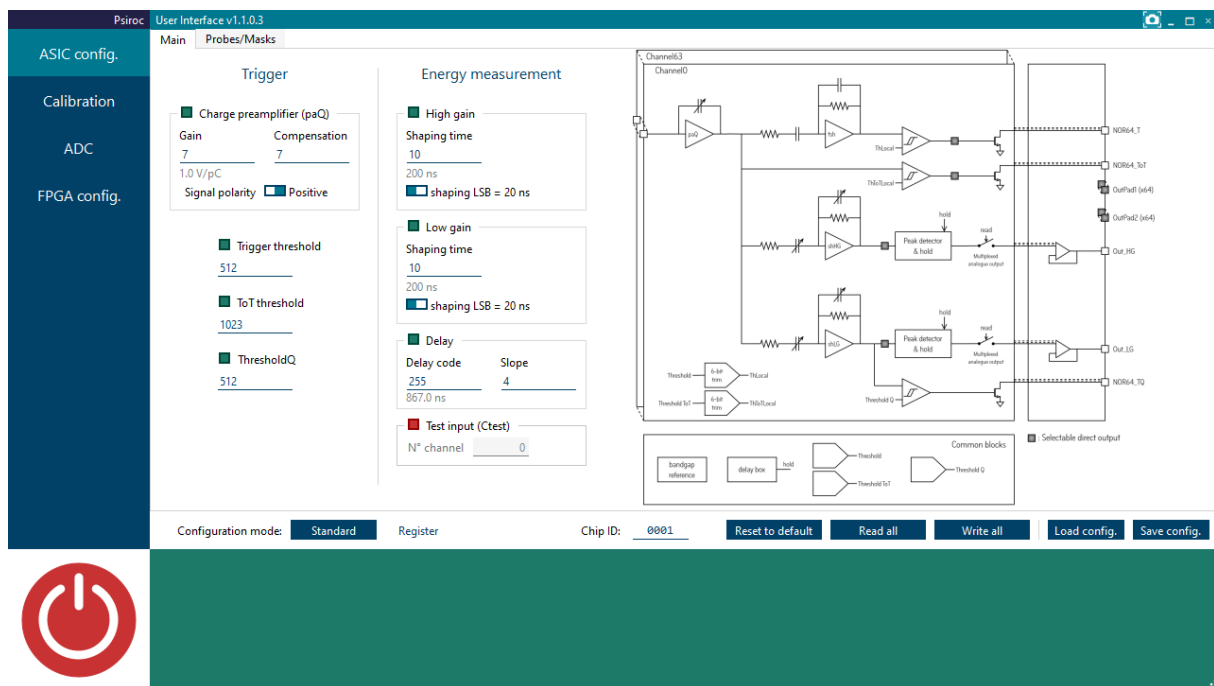 Psiroc User Interface v1.1.0.3
ASIC config.
Calibration
ADC
FPGA config.
Main Probes/Masks
Trigger
Charge preamplifier (paQ)
Gain Compensation
7 7
1.0 V/pC
Signal polarity Positive
Trigger threshold
512
ToT threshold
1023
ThresholdQ
512
Energy measurement
High gain
Shaping time
10
200 ns
shaping LSB = 20 ns
Low gain
Shaping time
10
200 ns
shaping LSB = 20 ns
Delay
Delay code Slope
255 4
867.0 ns
Test input (Ctest)
N° channel 0
Channel63
Channel0
paQ
fsh
ThLocal
NOR64_T
ThToTLocal
NOR64_ToT
OutPad1 (x64)
OutPad2 (x64)
shHG
hold
Peak detector
& hold
read
Multiplexed
analogue output
Out_HG
shLG
hold
Peak detector
& hold
read
Multiplexed
analogue output
Out_LG
Threshold
6-bit
trim
ThLocal
Threshold ToT
6-bit
trim
ThToTLocal
Threshold Q
NOR64_TQ
: Selectable direct output
Common blocks
bandgap
reference
delay box
hold
Threshold
Threshold ToT
Threshold Q
Configuration mode: Standard Register Chip ID: 0001 Reset to default Read all Write all Load config. Save config.